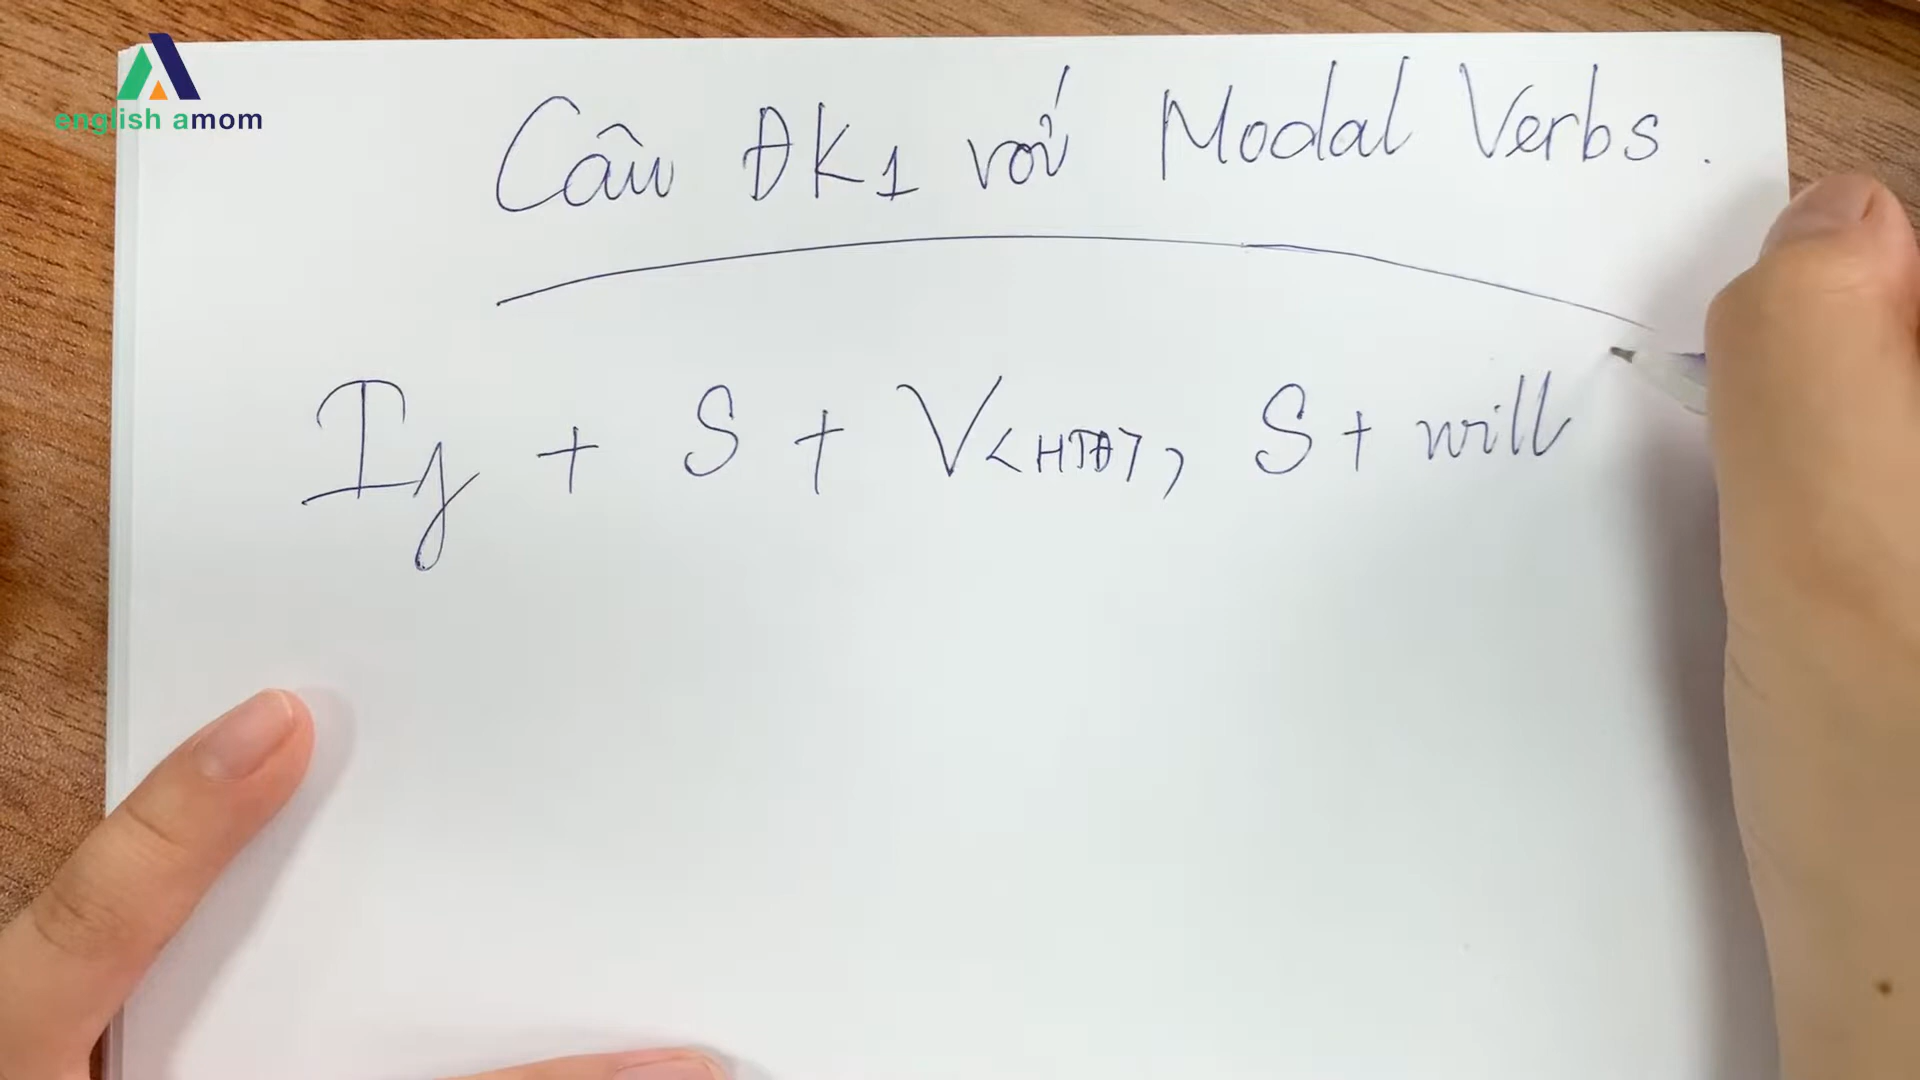 english amom
Câu ĐK1 với Modal Verbs.
If + S + V<HTĐ>, S + will